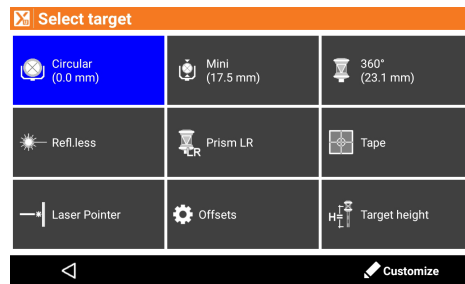 Select target
Circular
(0.0 mm)
Mini
(17.5 mm)
360°
(23.1 mm)
Refl.less
LR
Prism LR
Tape
Laser Pointer
Offsets
H
Target height
Customize